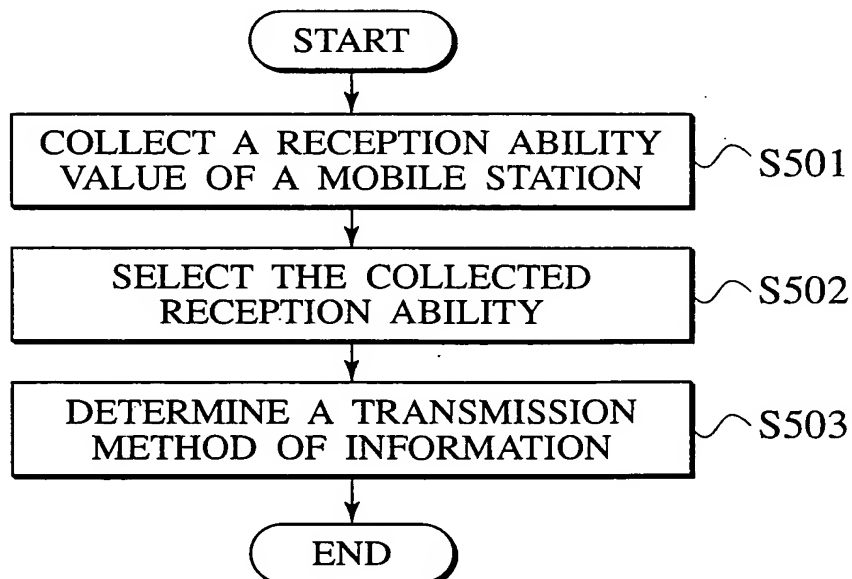 START
COLLECT A RECEPTION ABILITY
VALUE OF A MOBILE STATION
S501
SELECT THE COLLECTED
RECEPTION ABILITY
S502
DETERMINE A TRANSMISSION
METHOD OF INFORMATION
S503
END